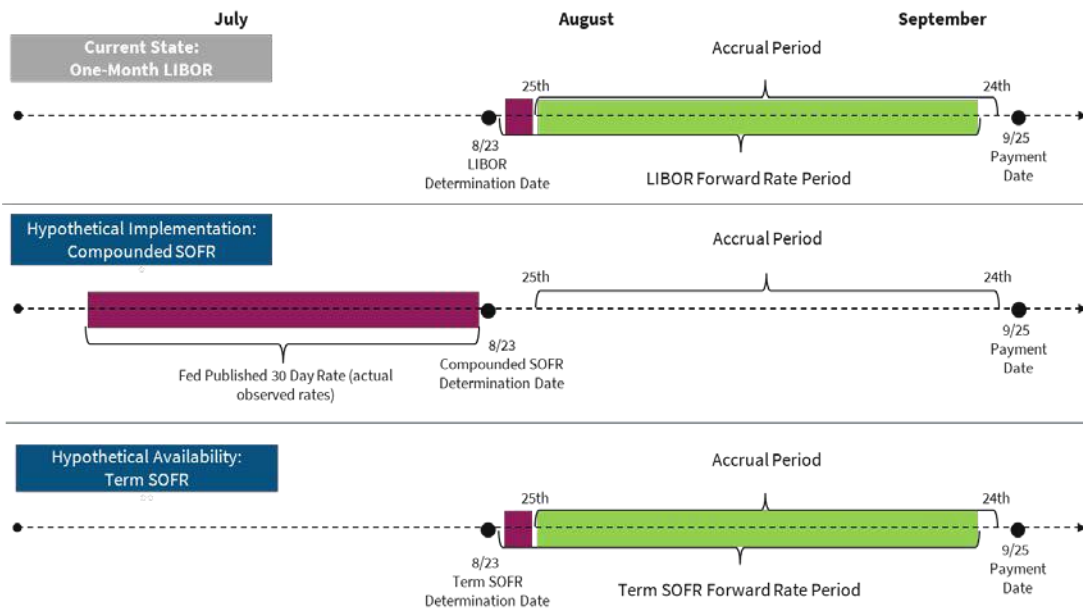 July
August
September
Current State:
One-Month LIBOR
Accrual Period
25th
24th
8/23
LIBOR
Determination Date
LIBOR Forward Rate Period
9/25
Payment
Date
Hypothetical Implementation:
Compounded SOFR
Accrual Period
25th
24th
8/23
Compounded SOFR
Determination Date
Fed Published 30 Day Rate (actual
observed rates)
9/25
Payment
Date
Hypothetical Availability:
Term SOFR
Accrual Period
25th
24th
8/23
Term SOFR
Determination Date
Term SOFR Forward Rate Period
9/25
Payment
Date